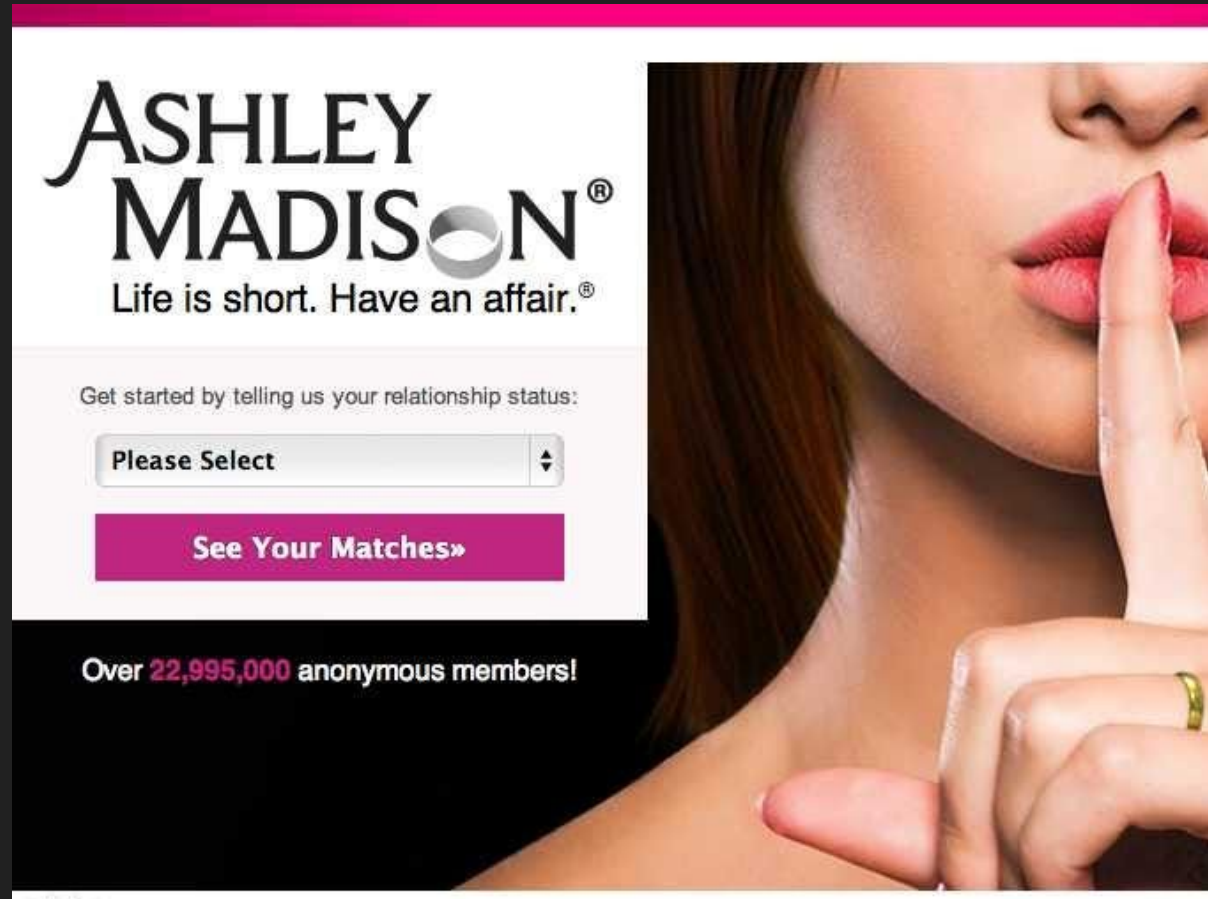 ASHLEY
MADISON®
Life is short. Have an affair.®
Get started by telling us your relationship status:
Please Select
See Your Matches»
Over 22,995,000 anonymous members!